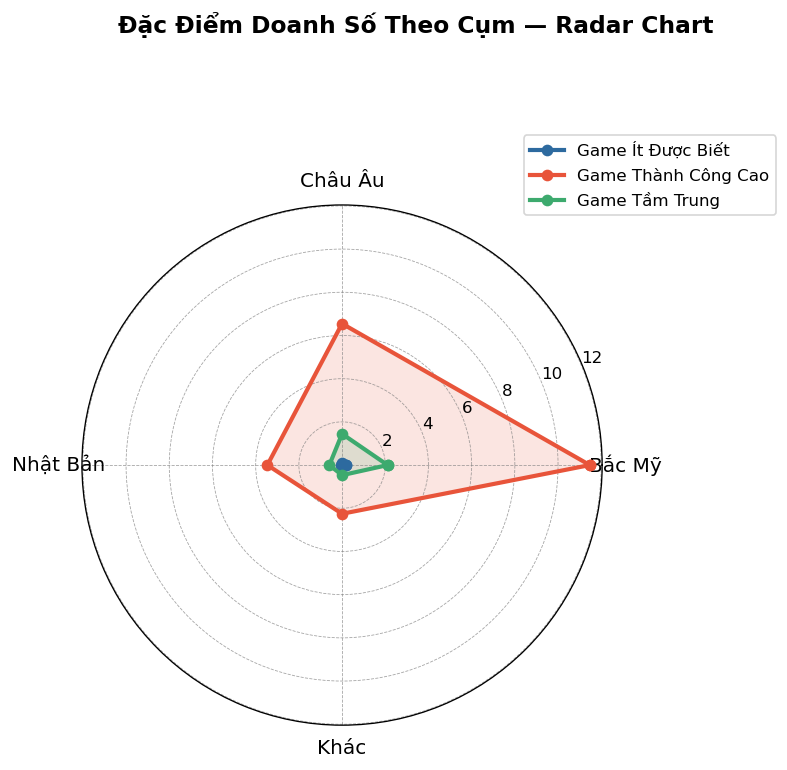 Đặc Điểm Doanh Số Theo Cụm — Radar Chart
Game Ít Được Biết
Game Thành Công Cao
Game Tầm Trung
Châu Âu
12
10
8
6
4
2
Nhật Bản
Bắc Mỹ
Khác